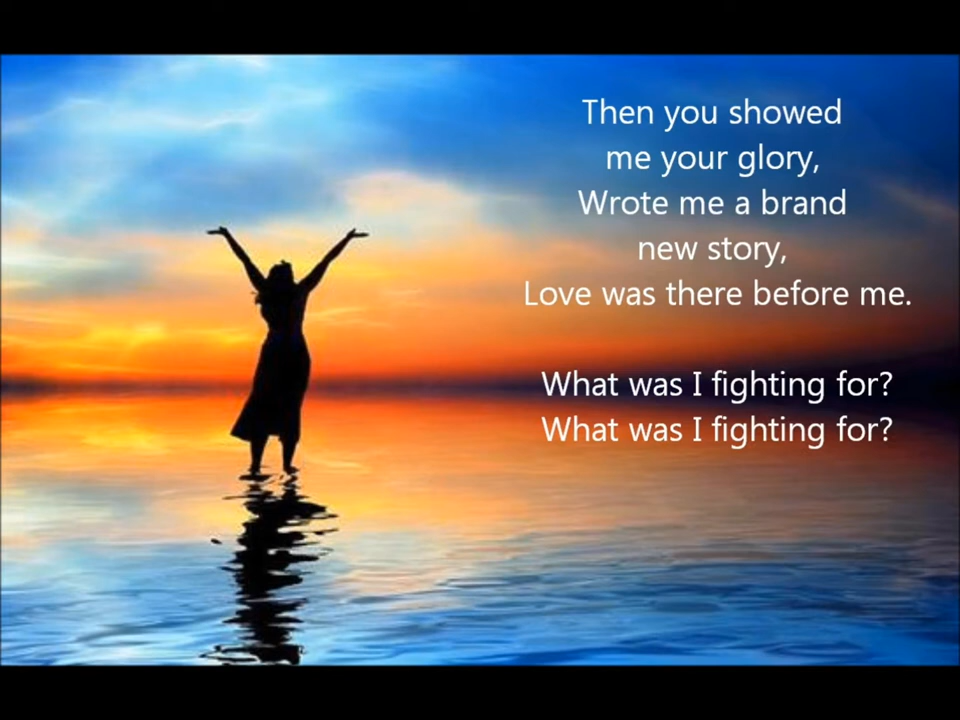 Then you showed
me your glory,
Wrote me a brand
new story,
Love was there before me.
What was I fighting for?
What was I fighting for?